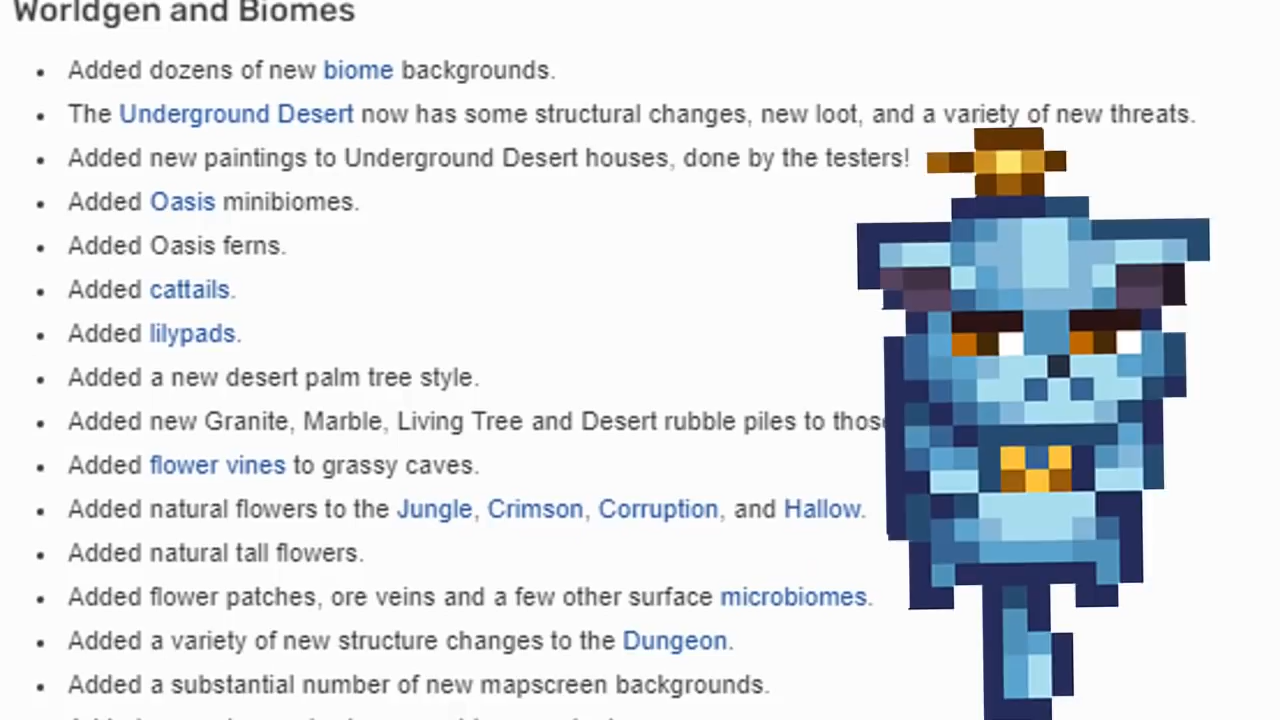 Worldgen and Biomes
Added dozens of new biome backgrounds.
The Underground Desert now has some structural changes, new loot, and a variety of new threats.
Added new paintings to Underground Desert houses, done by the testers!
Added Oasis minibiomes.
Added Oasis ferns.
Added cattails.
Added lilypads.
Added a new desert palm tree style.
Added new Granite, Marble, Living Tree and Desert rubble piles to
Added flower vines to grassy caves.
Added natural flowers to the Jungle, Crimson, Corruption, and Hallow.
Added natural tall flowers.
Added flower patches, ore veins and a few other surface microbiomes.
Added a variety of new structure changes to the Dungeon.
Added a substantial number of new mapscreen backgrounds.